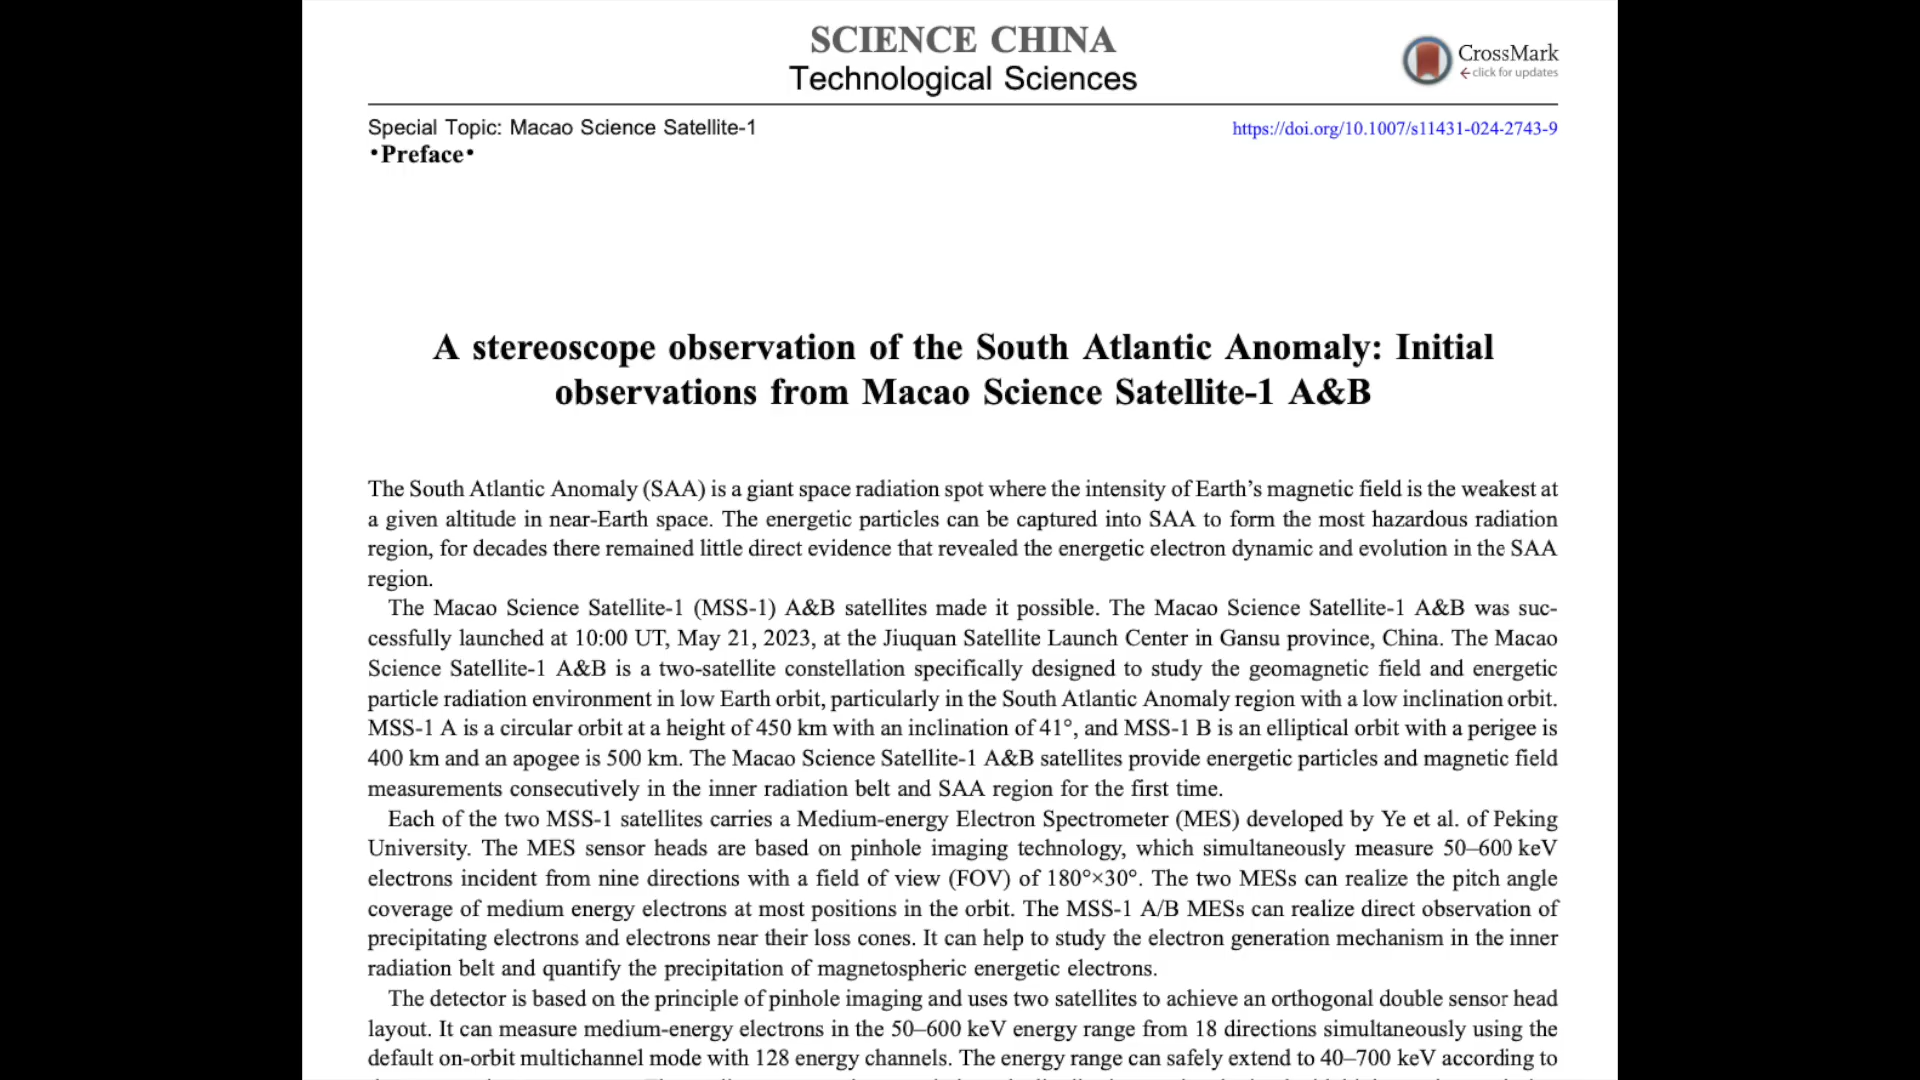 SCIENCE CHINA
Technological Sciences
CrossMark
click for updates
Special Topic: Macao Science Satellite-1
https://doi.org/10.1007/s11431-024-2743-9
•Preface•
A stereoscope observation of the South Atlantic Anomaly: Initial
observations from Macao Science Satellite-1 A&B
The South Atlantic Anomaly (SAA) is a giant space radiation spot where the intensity of Earth's magnetic field is the weakest at
a given altitude in near-Earth space. The energetic particles can be captured into SAA to form the most hazardous radiation
region, for decades there remained little direct evidence that revealed the energetic electron dynamic and evolution in the SAA
region.
The Macao Science Satellite-1 (MSS-1) A&B satellites made it possible. The Macao Science Satellite-1 A&B was suc-
cessfully launched at 10:00 UT, May 21, 2023, at the Jiuquan Satellite Launch Center in Gansu province, China. The Macao
Science Satellite-1 A&B is a two-satellite constellation specifically designed to study the geomagnetic field and energetic
particle radiation environment in low Earth orbit, particularly in the South Atlantic Anomaly region with a low inclination orbit.
MSS-1 A is a circular orbit at a height of 450 km with an inclination of 41°, and MSS-1 B is an elliptical orbit with a perigee is
400 km and an apogee is 500 km. The Macao Science Satellite-1 A&B satellites provide energetic particles and magnetic field
measurements consecutively in the inner radiation belt and SAA region for the first time.
Each of the two MSS-1 satellites carries a Medium-energy Electron Spectrometer (MES) developed by Ye et al. of Peking
University. The MES sensor heads are based on pinhole imaging technology, which simultaneously measure 50–600 keV
electrons incident from nine directions with a field of view (FOV) of 180°×30°. The two MESs can realize the pitch angle
coverage of medium energy electrons at most positions in the orbit. The MSS-1 A/B MESs can realize direct observation of
precipitating electrons and electrons near their loss cones. It can help to study the electron generation mechanism in the inner
radiation belt and quantify the precipitation of magnetospheric energetic electrons.
The detector is based on the principle of pinhole imaging and uses two satellites to achieve an orthogonal double sensor head
layout. It can measure medium-energy electrons in the 50–600 keV energy range from 18 directions simultaneously using the
default on-orbit multichannel mode with 128 energy channels. The energy range can safely extend to 40–700 keV according to